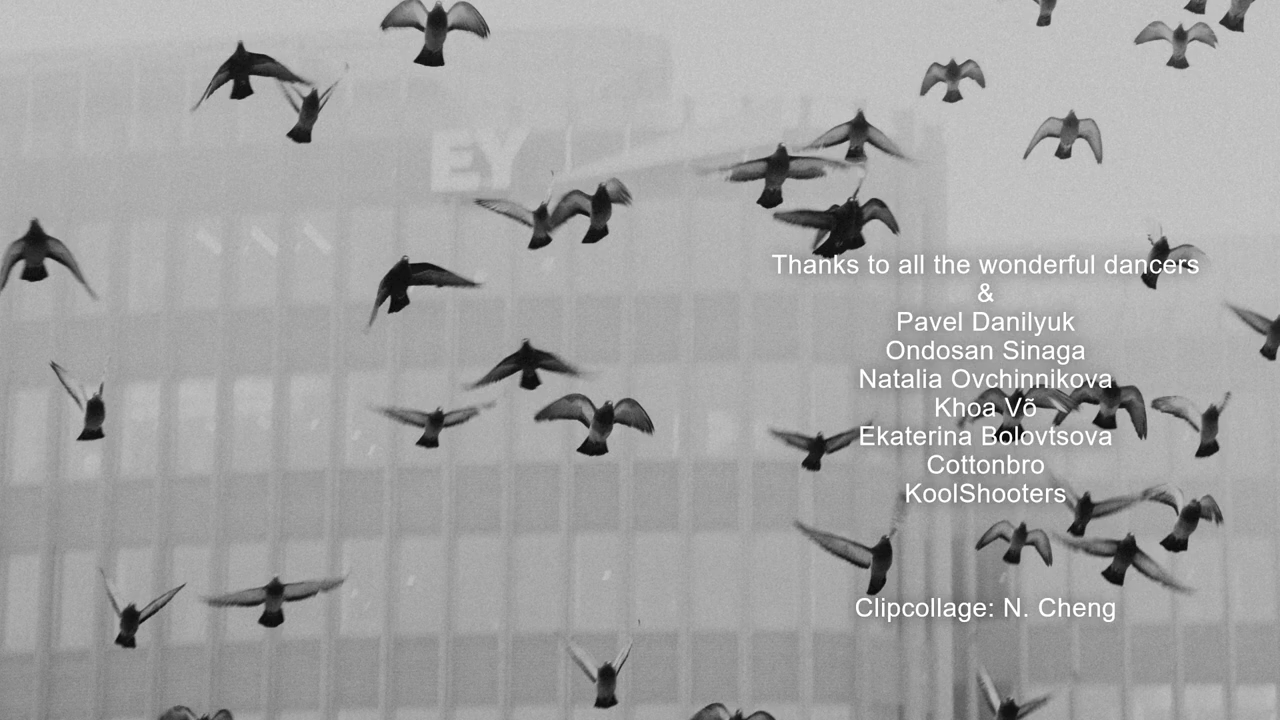 EY
Thanks to all the wonderful dancers
&
Pavel Danilyuk
Ondosan Sinaga
Natalia Ovchinnikova
Khoa Võ
Ekaterina Bolovtsova
Cottonbro
KoolShooters
Clipcollage: N. Cheng